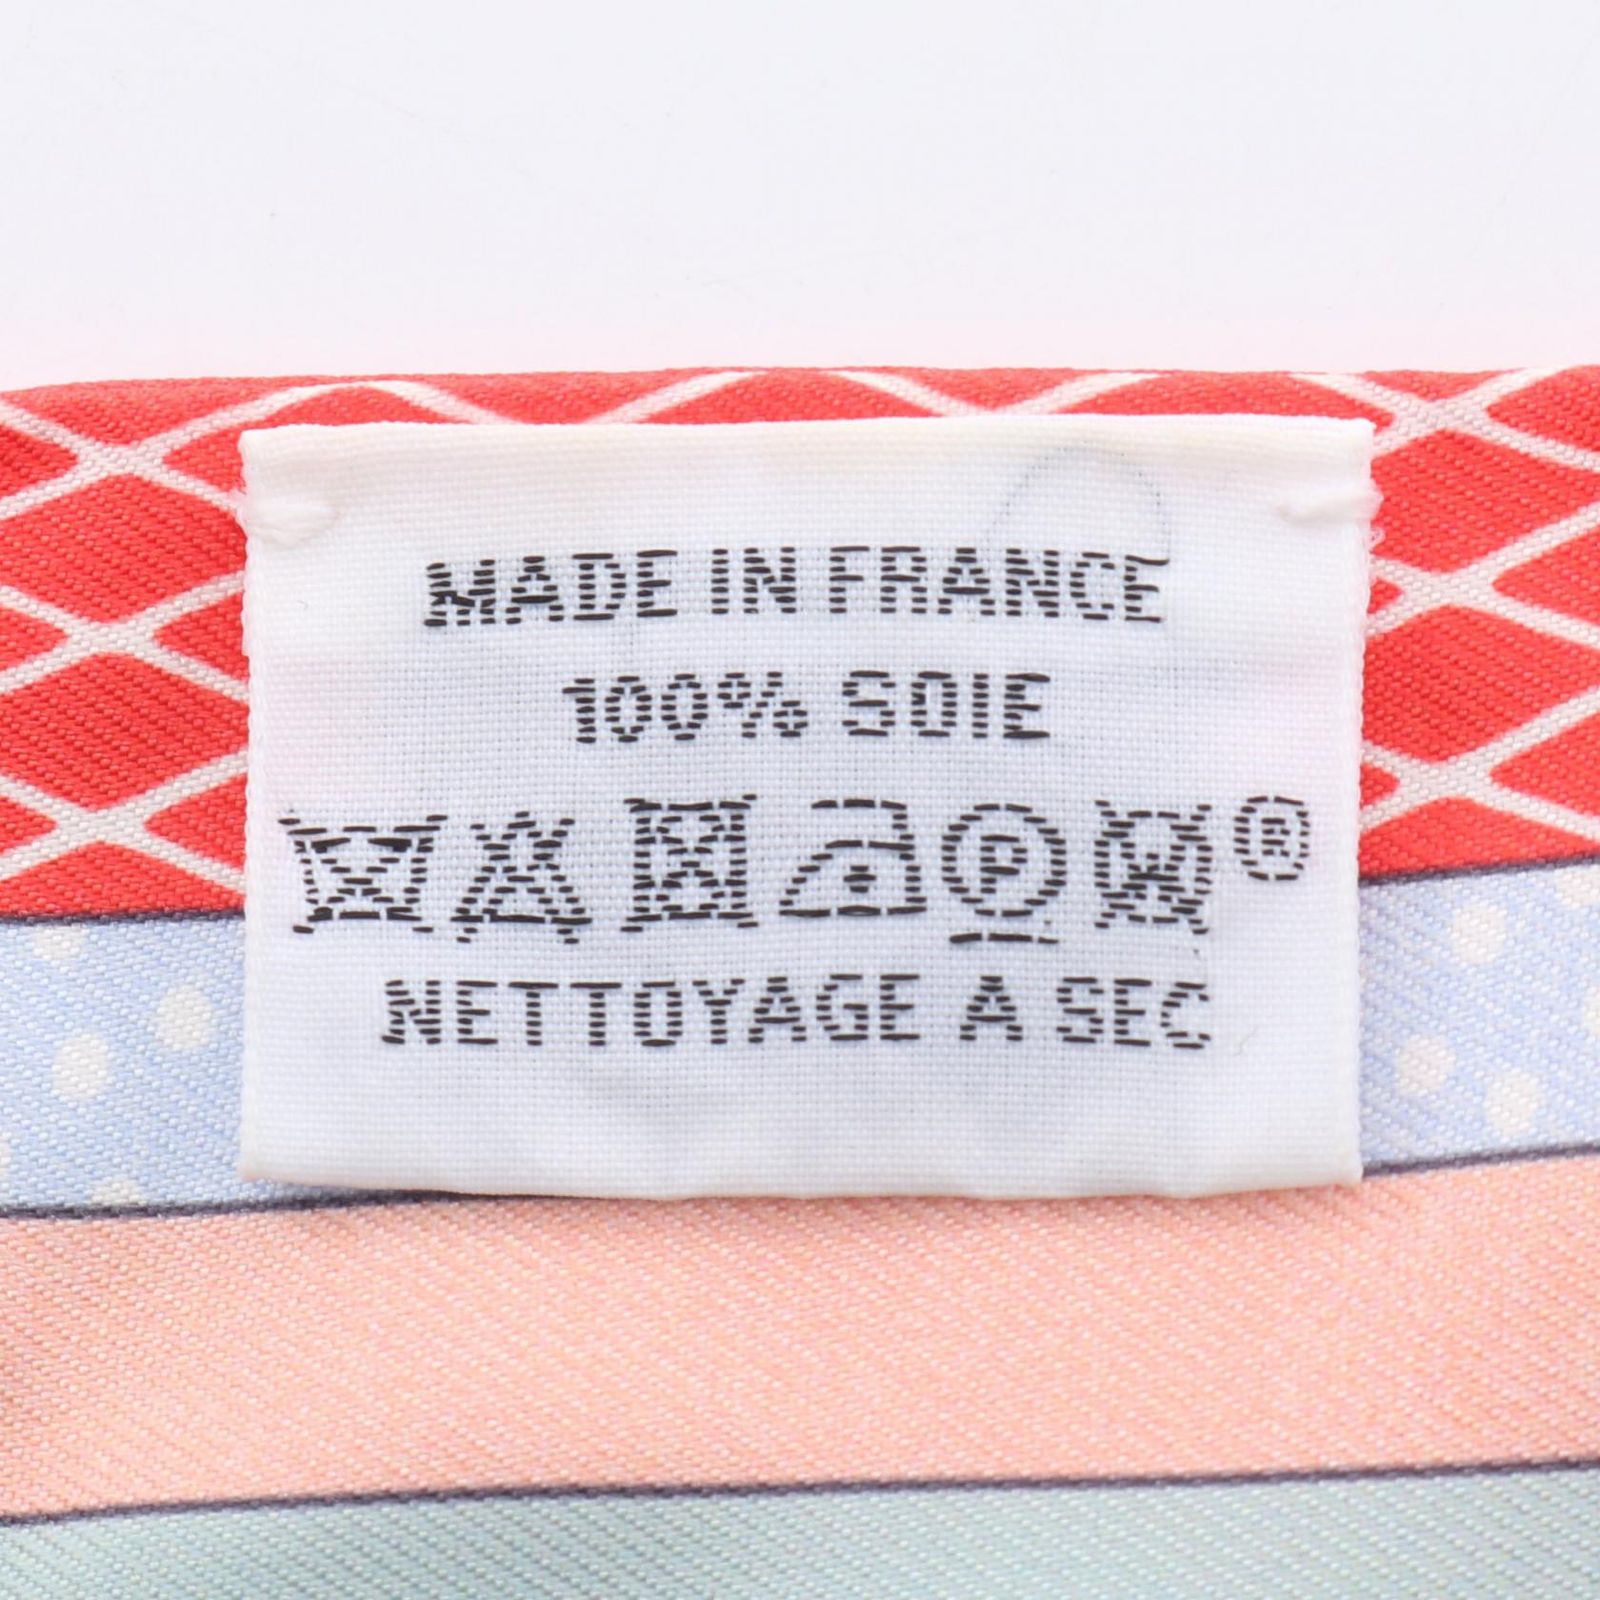 MADE IN FRANCE
100% SOIE
P ®
NETTOYAGE A SEC